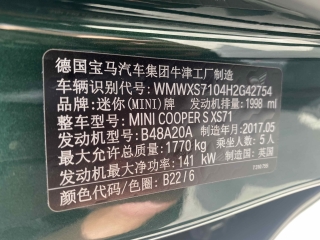 德国宝马汽车集团牛津工厂制造
车辆识别代号: WMWXS7104H2G42754
品牌: 迷你(MINI)牌 发动机排量: 1998 ml
整车型号: MINI COOPER S XS71
发动机型号: B48A20A 制造年月: 2017.05
最大允许总质量: 1770 kg 乘坐人数: 5人
最大发动机净功率: 141 kW 制造国: 英国
颜色代码/色圈: B22/6